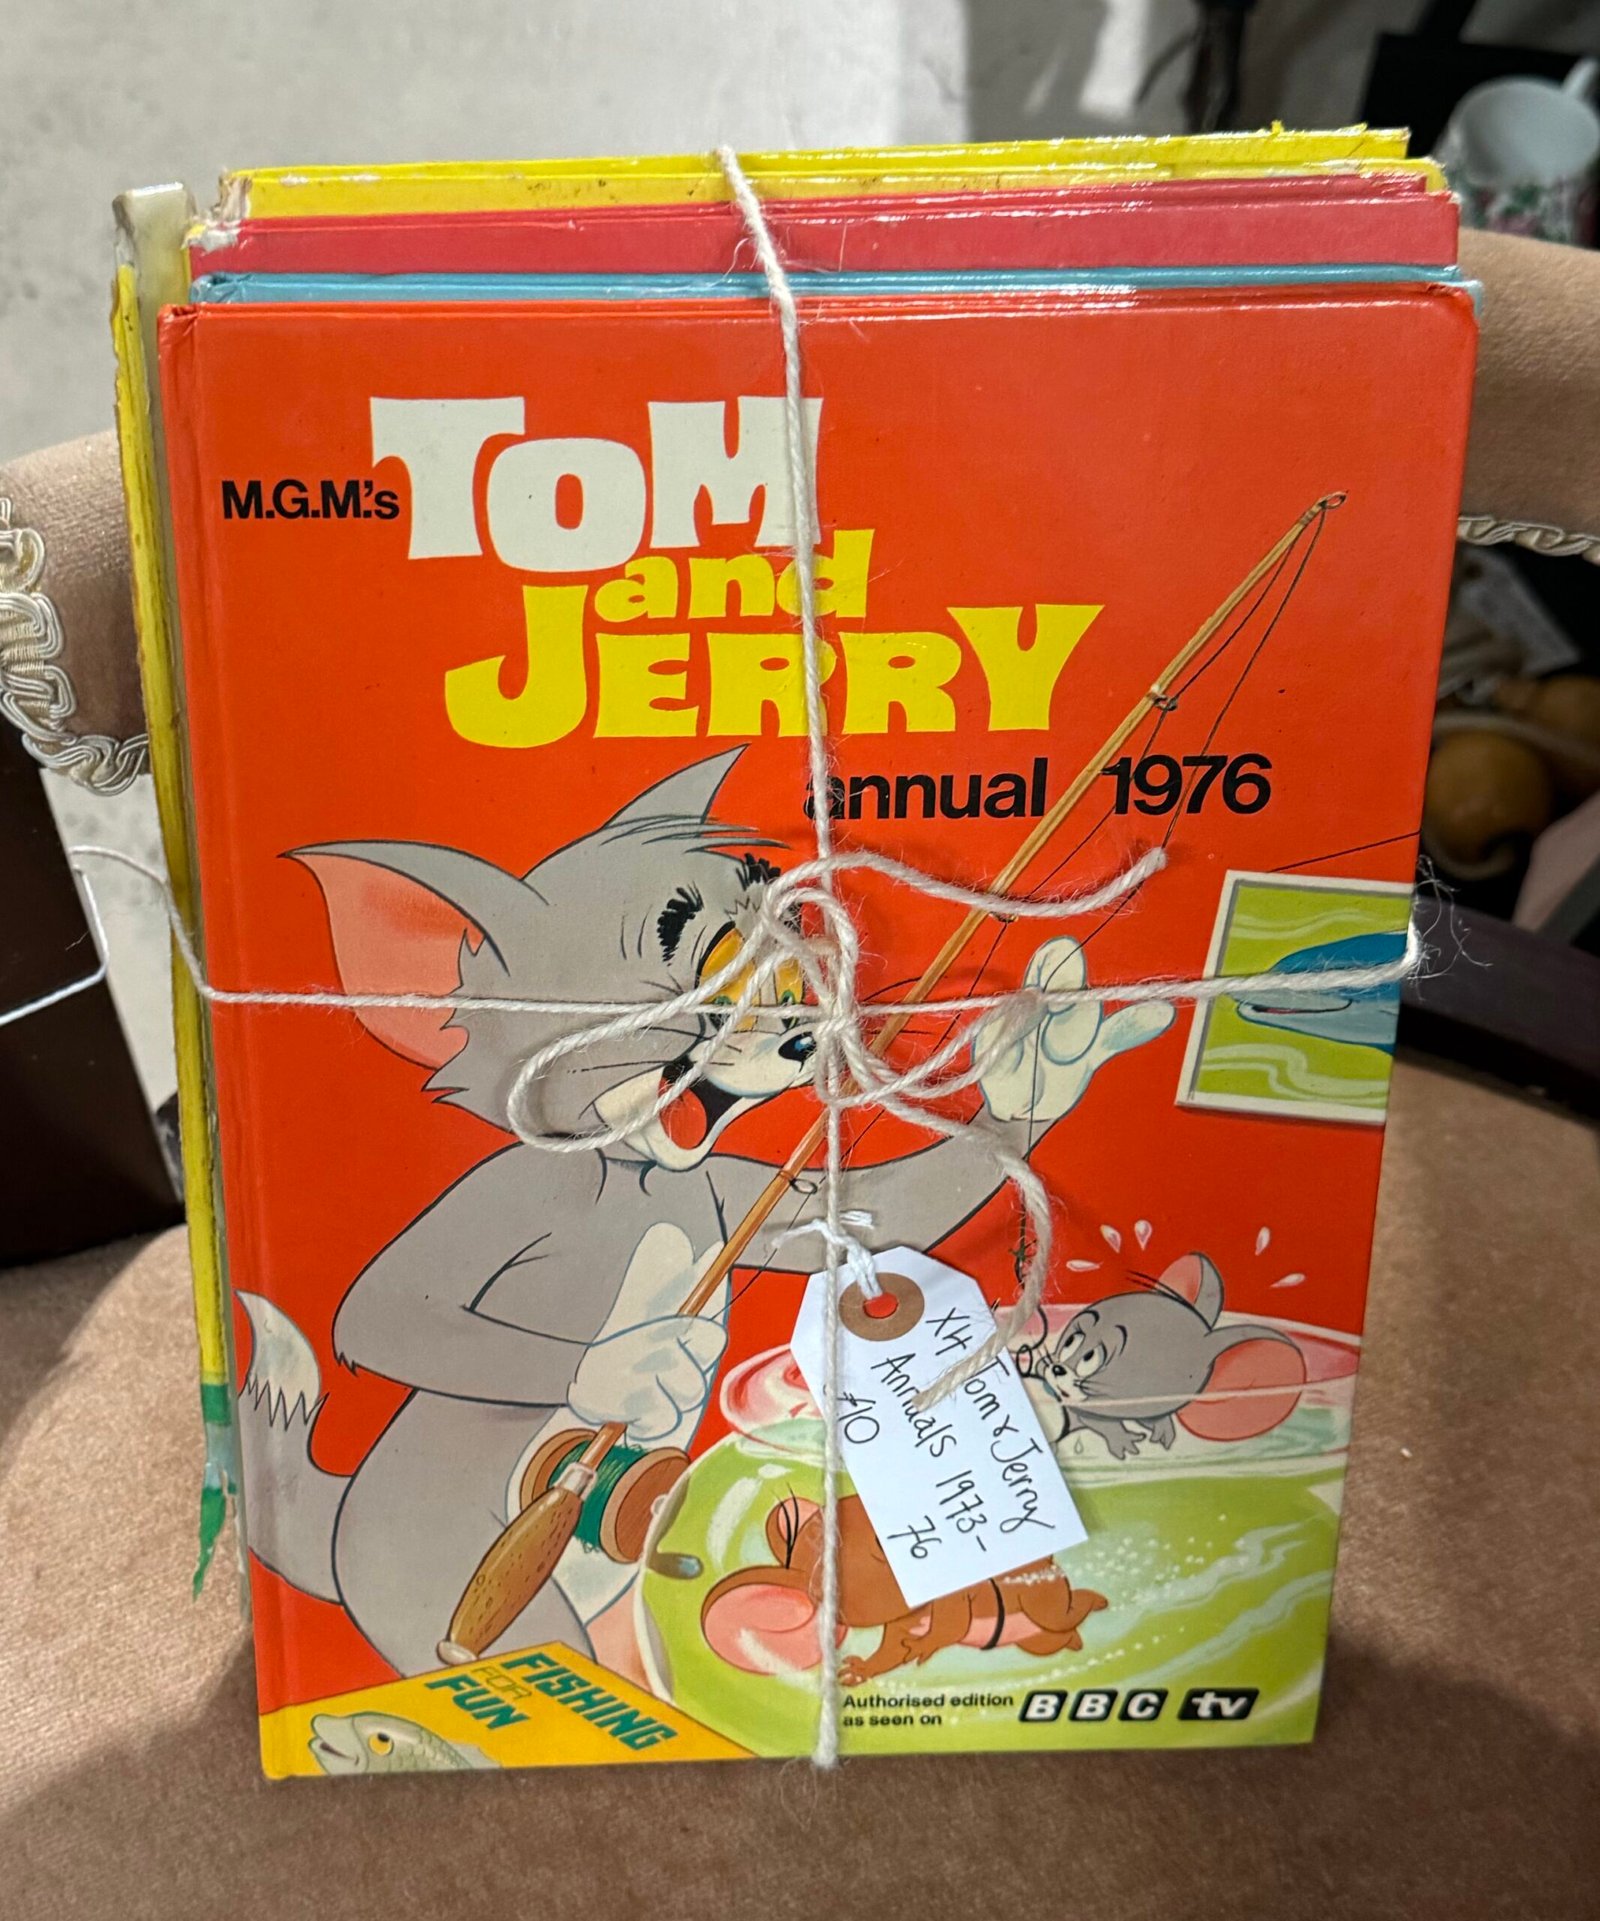 M.G.M.'s TOM
and
JERRY
annual 1976
X4 Tom & Jerry
Annuals 1973-
76
£10
FISHING
FOR
FUN
Authorised edition
as seen on
BBC tv